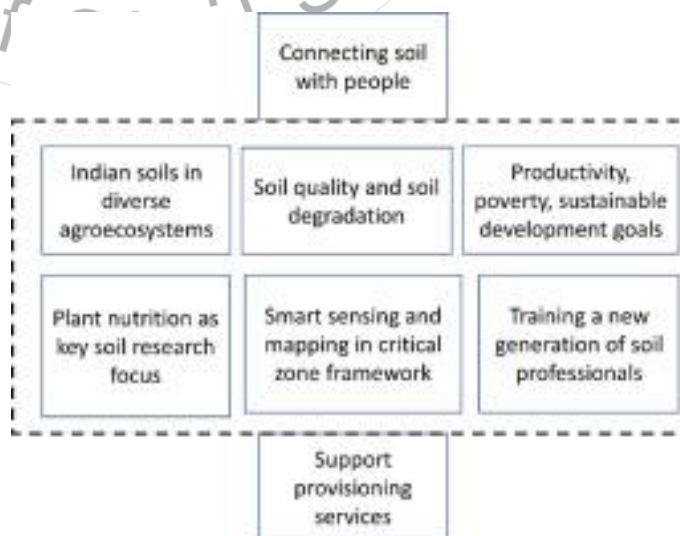 Connecting soil
with people
Indian soils in
diverse
agroecosystems
Soil quality and soil
degradation
Productivity,
poverty, sustainable
development goals
Plant nutrition as
key soil research
focus
Smart sensing and
mapping in critical
zone framework
Training a new
generation of soil
professionals
Support
provisioning
services